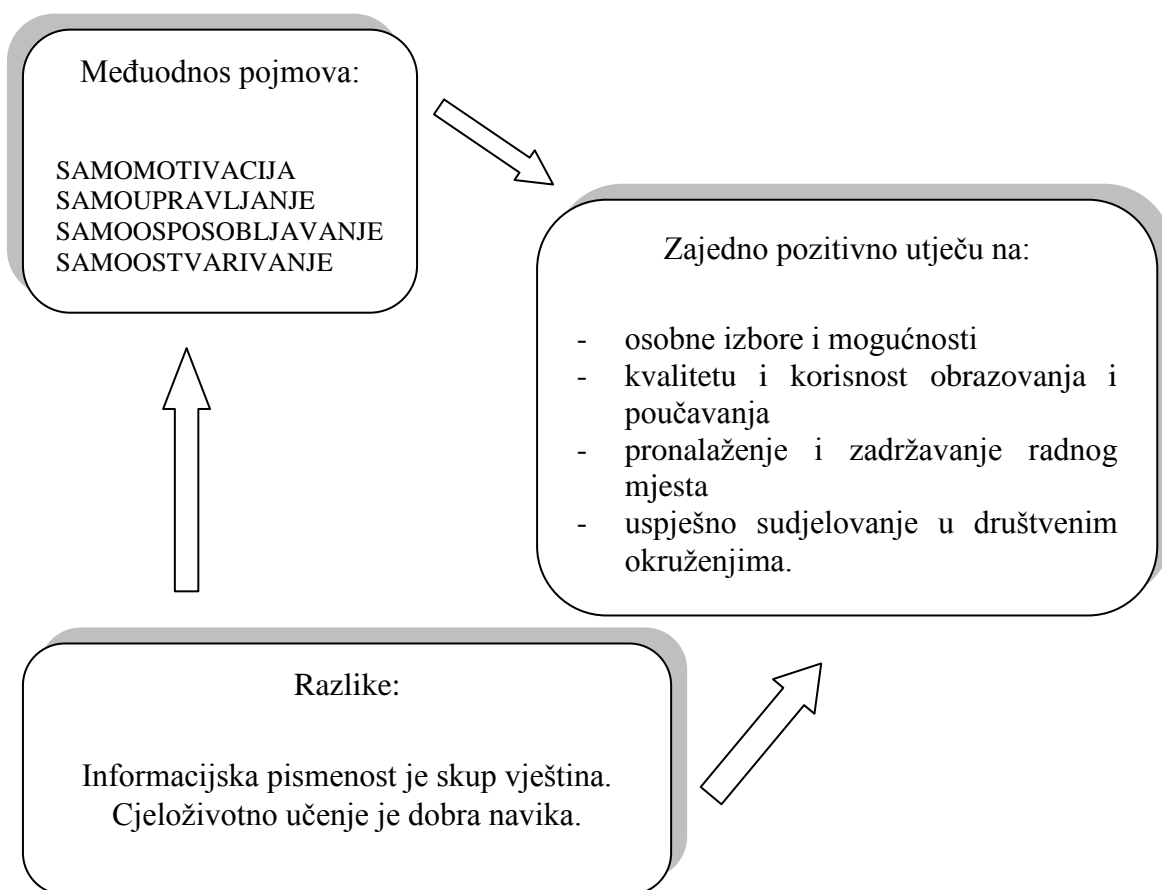 Međuodnos pojmova:
SAMOMOTIVACIJA
SAMOUPRAVLJANJE
SAMOOSPOSOBLJAVANJE
SAMOOSTVARIVANJE
Zajedno pozitivno utječu na:
- osobne izbore i mogućnosti
- kvalitetu i korisnost obrazovanja i
poučavanja
- pronalaženje i zadržavanje radnog
mjesta
- uspješno sudjelovanje u društvenim
okruženjima.
Razlike:
Informacijska pismenost je skup vještina.
Cjeloživotno učenje je dobra navika.